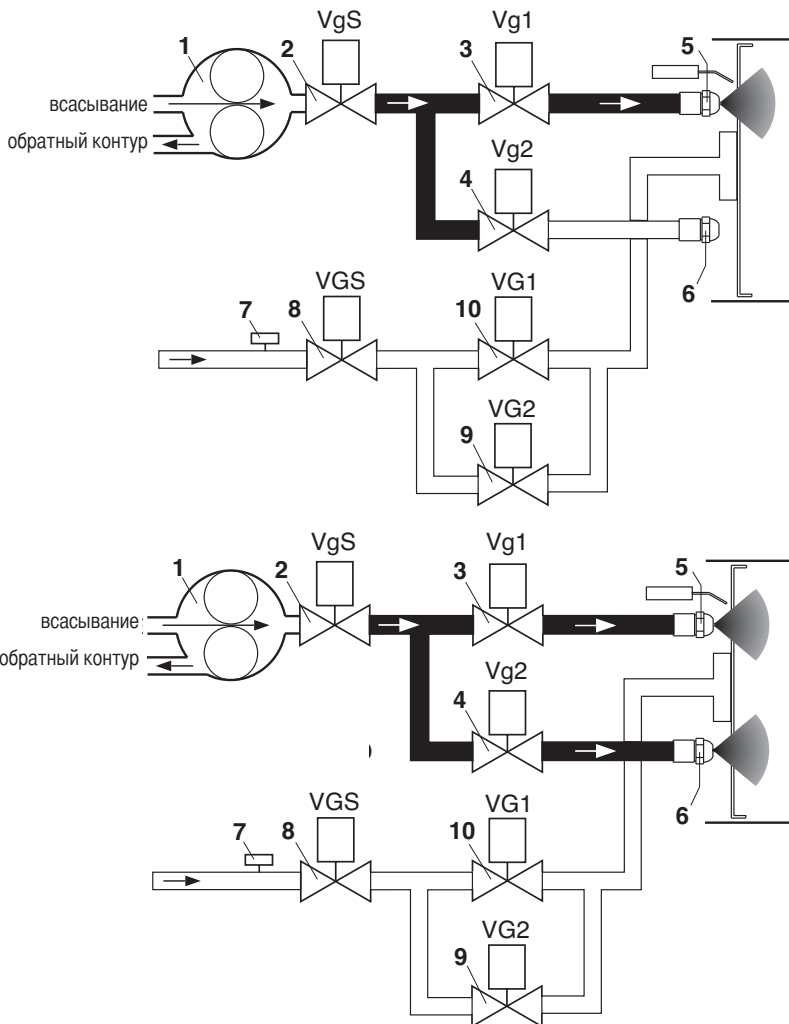 VgS
Vg1
1
2
3
5
всасывание
обратный контур
Vg2
4
6
VGS
VG1
7
8
10
VG2
9
VgS
Vg1
1
2
3
5
всасывание
обратный контур
Vg2
4
6
VGS
VG1
7
8
10
VG2
9